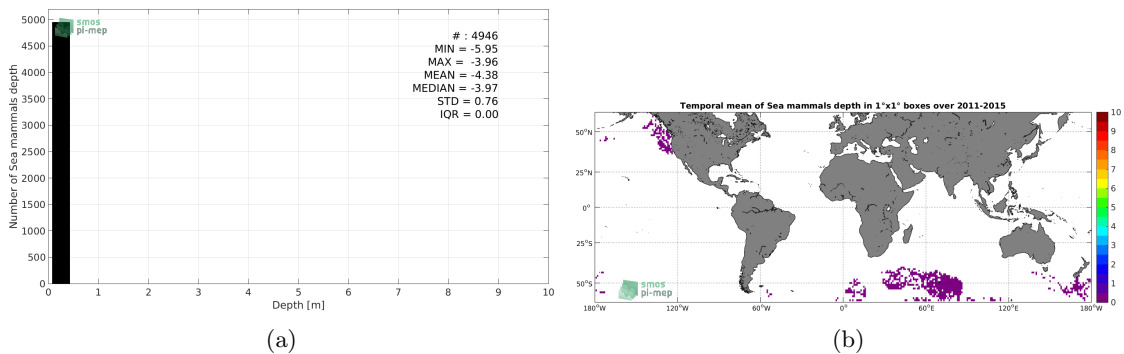 5000
4500
4000
3500
3000
2500
2000
1500
1000
500
0
Number of Sea mammals depth
smos
pi-mep
# : 4946
MIN = -5.95
MAX = -3.96
MEAN = -4.38
MEDIAN = -3.97
STD = 0.76
IQR = 0.00
0 1 2 3 4 5 6 7 8 9 10
Depth [m]
(a)
Temporal mean of Sea mammals depth in 1°x1° boxes over 2011-2015
50°N
25°N
0°
25°S
50°S
smos
pi-mep
180°W 120°W 60°W 0° 60°E 120°E 180°W
10
9
8
7
6
5
4
3
2
1
0
(b)